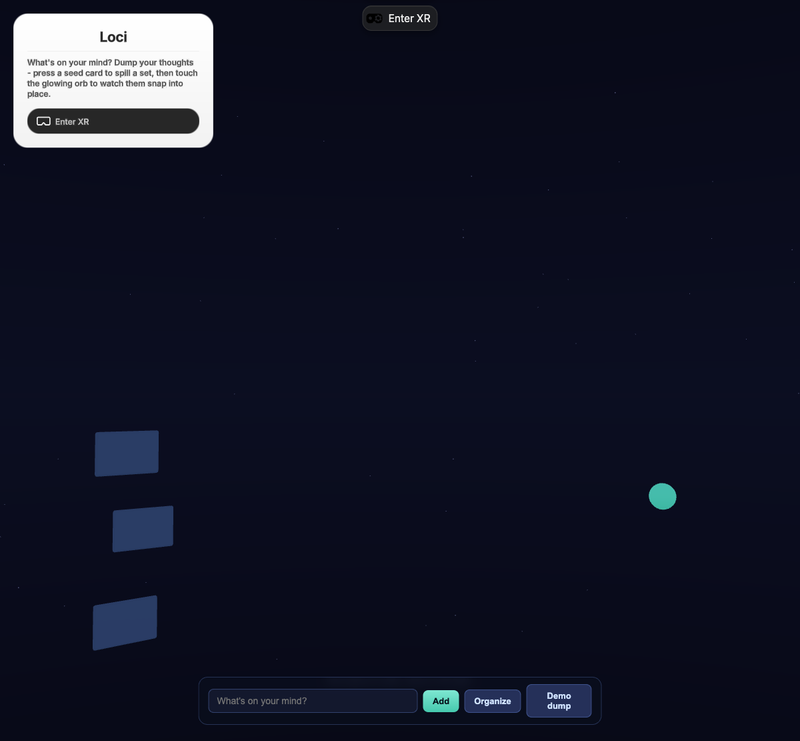 Enter XR
Loci
What's on your mind? Dump your thoughts
- press a seed card to spill a set, then touch
the glowing orb to watch them snap into
place.
Enter XR
What's on your mind?
Add
Organize
Demo
dump